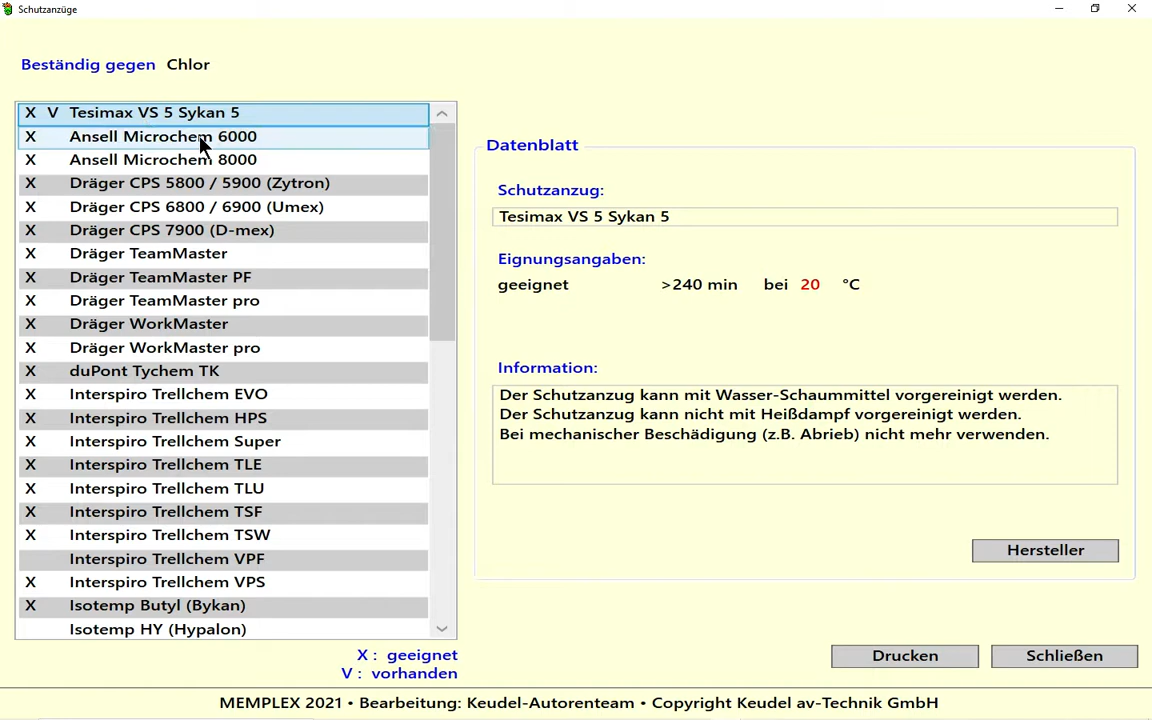 Schutzanzüge
Beständig gegen Chlor
X V Tesimax VS 5 Sykan 5
X Ansell Microchem 6000
X Ansell Microchem 8000
X Dräger CPS 5800 / 5900 (Zytron)
X Dräger CPS 6800 / 6900 (Umex)
X Dräger CPS 7900 (D-mex)
X Dräger TeamMaster
X Dräger TeamMaster PF
X Dräger TeamMaster pro
X Dräger WorkMaster
X Dräger WorkMaster pro
X duPont Tychem TK
X Interspiro Trellchem EVO
X Interspiro Trellchem HPS
X Interspiro Trellchem Super
X Interspiro Trellchem TLE
X Interspiro Trellchem TLU
X Interspiro Trellchem TSF
X Interspiro Trellchem TSW
Interspiro Trellchem VPF
X Interspiro Trellchem VPS
X Isotemp Butyl (Bykan)
Isotemp HY (Hypalon)
X : geeignet
V : vorhanden
Datenblatt
Schutzanzug:
Tesimax VS 5 Sykan 5
Eignungsangaben:
geeignet >240 min bei 20 °C
Information:
Der Schutzanzug kann mit Wasser-Schaummittel vorgereinigt werden.
Der Schutzanzug kann nicht mit Heißdampf vorgereinigt werden.
Bei mechanischer Beschädigung (z.B. Abrieb) nicht mehr verwenden.
Hersteller
Drucken Schließen
MEMPLEX 2021 • Bearbeitung: Keudel-Autorenteam • Copyright Keudel av-Technik GmbH